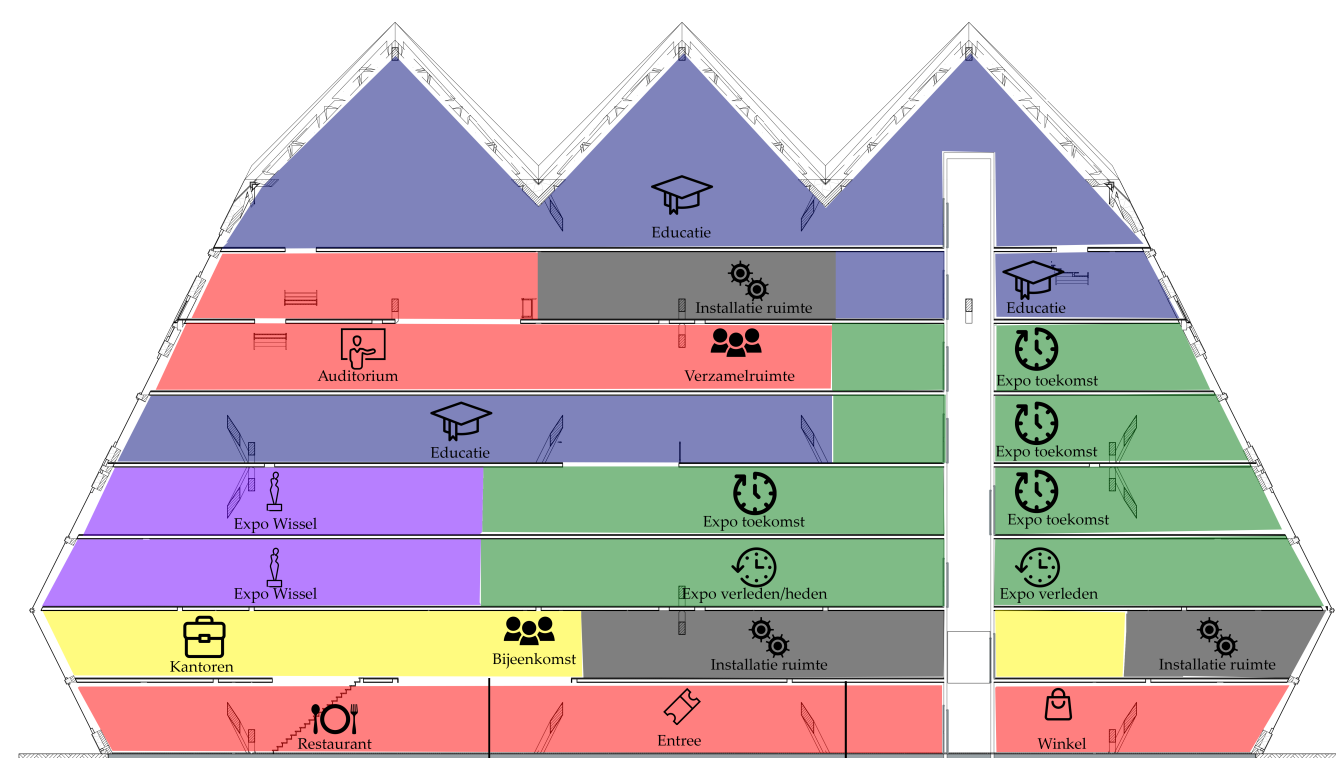 Educatie
Installatie ruimte
Educatie
Auditorium
Verzamelruimte
Expo toekomst
Educatie
Expo toekomst
Expo Wissel
Expo toekomst
Expo toekomst
Expo Wissel
Expo verleden/heden
Expo verleden
Kantoren
Bijeenkomst
Installatie ruimte
Installatie ruimte
Restaurant
Entree
Winkel